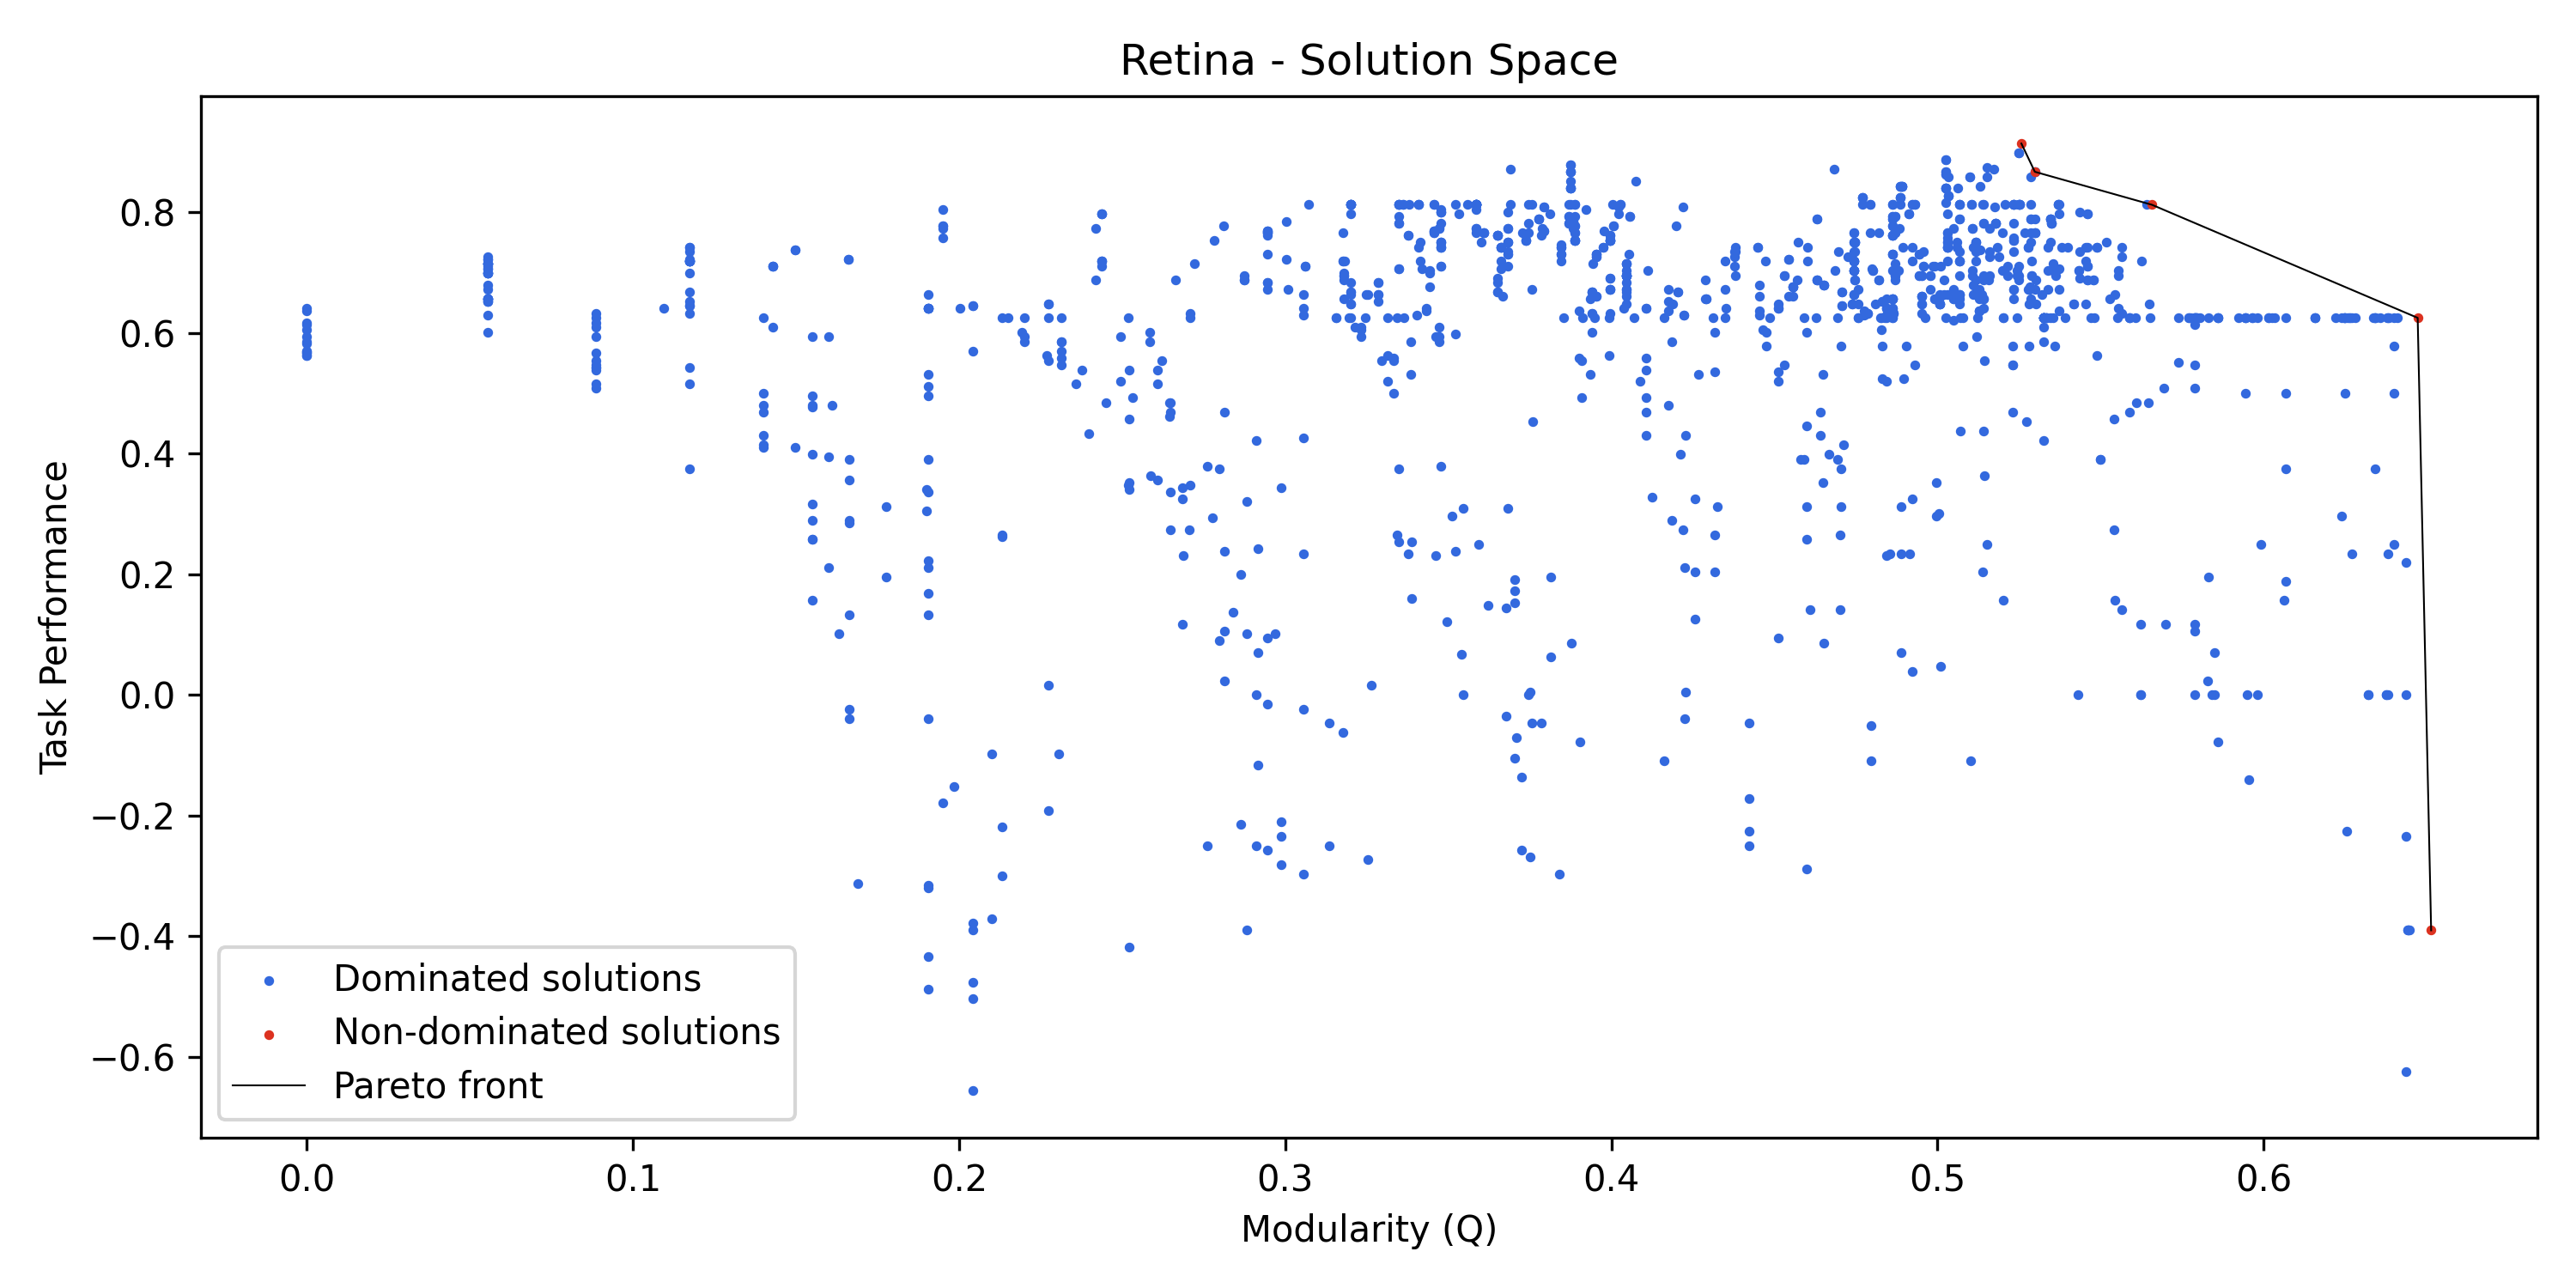 Retina - Solution Space
Task Performance
0.8
0.6
0.4
0.2
0.0
−0.2
−0.4
−0.6
Dominated solutions
Non-dominated solutions
Pareto front
0.0 0.1 0.2 0.3 0.4 0.5 0.6
Modularity (Q)